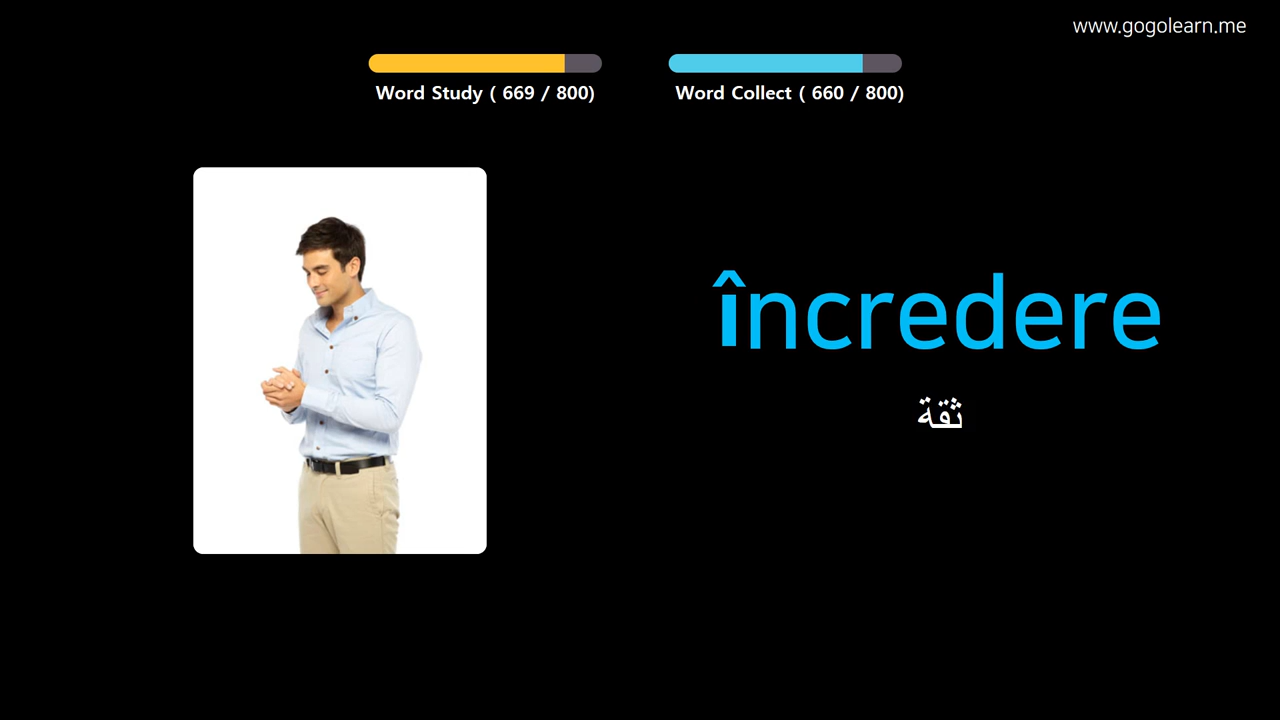 www.gogolearn.me
Word Study ( 669 / 800)
Word Collect ( 660 / 800)
încredere
ثقة